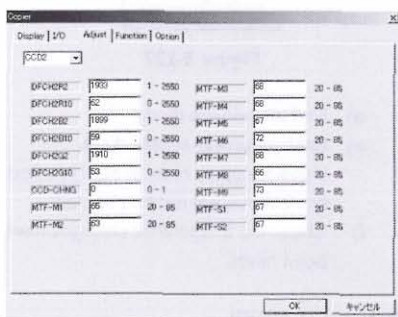 Copier
Display I/O Adjust Function Option
CCD2
DFCH2R2 1933 1 - 2550 MTF-M3 68 20 - 85
DFCH2R10 62 0 - 2550 MTF-M4 68 20 - 85
DFCH2B2 1899 1 - 2550 MTF-M5 67 20 - 85
DFCH2B10 59 0 - 2550 MTF-M6 72 20 - 85
DFCH2G2 1910 1 - 2550 MTF-M7 68 20 - 85
DFCH2G10 53 0 - 2550 MTF-M8 66 20 - 85
CCD-CHNG 0 0 - 1 MTF-M9 73 20 - 85
MTF-M1 65 20 - 85 MTF-S1 67 20 - 85
MTF-M2 63 20 - 85 MTF-S2 67 20 - 85
OK キャンセル